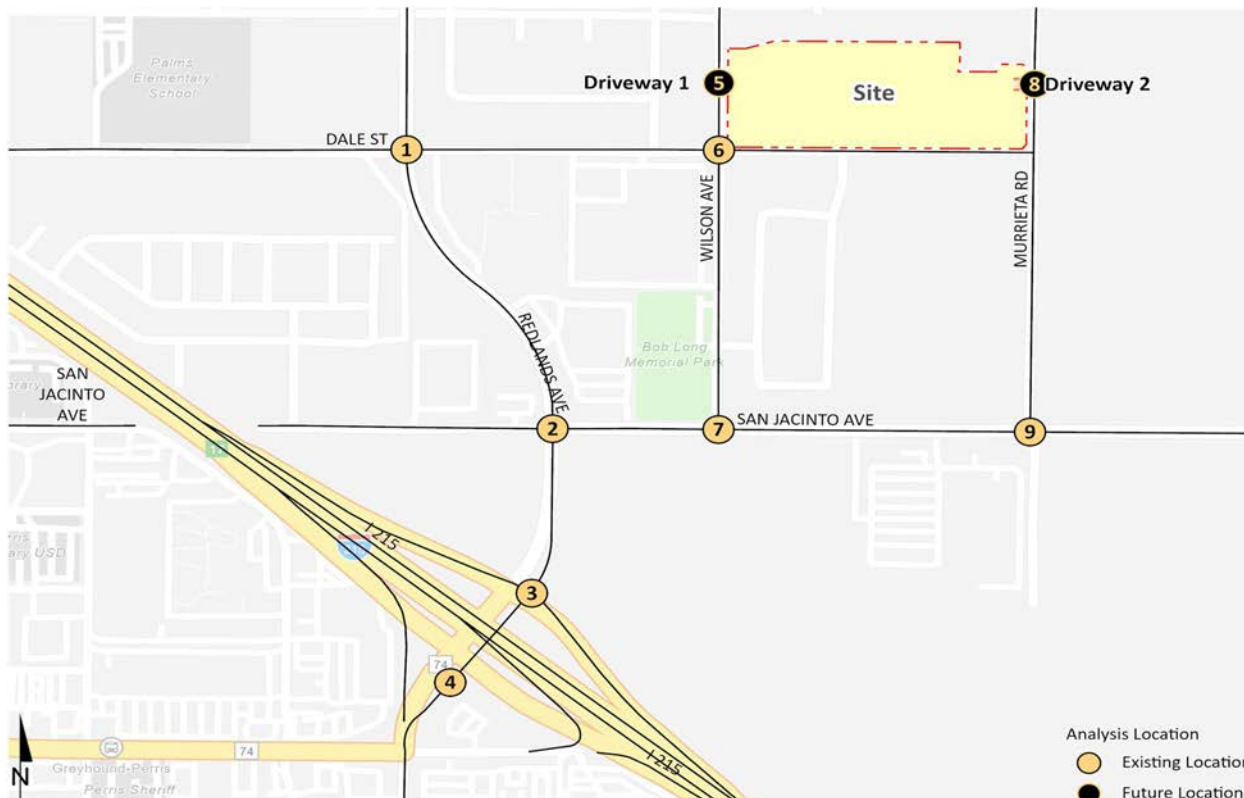 Palms
Elementary
School
Driveway 1
5
Site
8
Driveway 2
DALE ST
1
6
WILSON AVE
MURRIETA RD
REDLANDS AVE
Bob Long
Memorial Park
SAN
JACINTO
AVE
2
7
SAN JACINTO AVE
9
I 215
3
74
4
74
Greyhound-Perris
Perris Sheriff
I 215
N
Analysis Location
Existing Location
Future Location